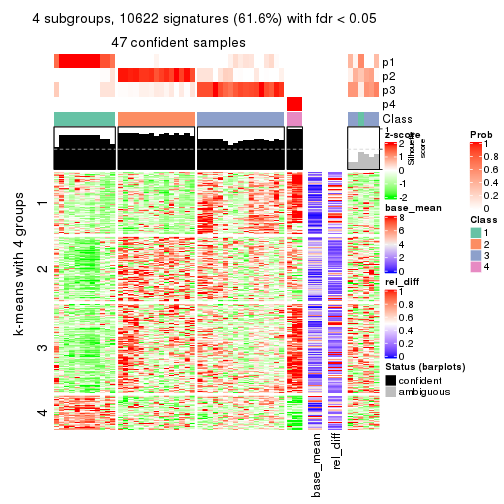 4 subgroups, 10622 signatures (61.6%) with fdr < 0.05
47 confident samples
p1
p2
p3
p4
Class
1
Silhouette
score
k-means with 4 groups
1
2
3
4
base_mean
rel_diff
z-score
2
1
0
-1
-2
base_mean
8
6
4
2
0
rel_diff
1
0.8
0.6
0.4
0.2
0
Status (barplots)
confident
ambiguous
Prob
1
0.8
0.6
0.4
0.2
0
Class
1
2
3
4